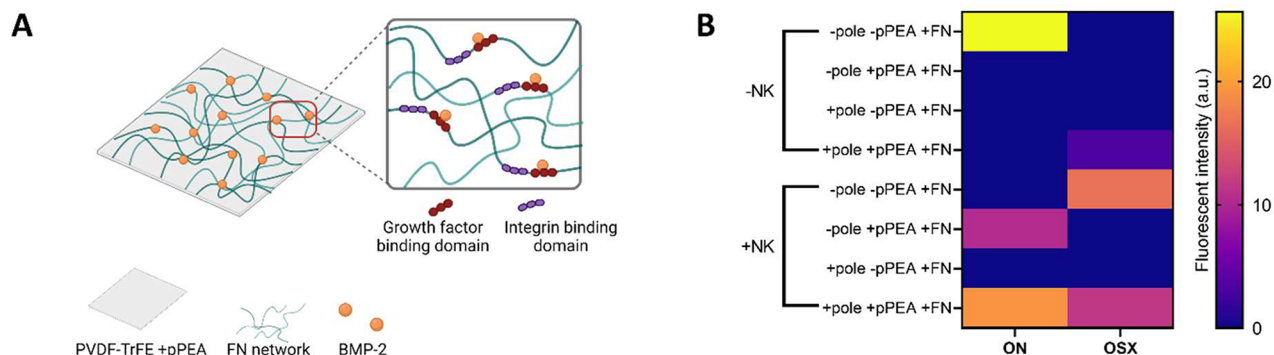 A
Growth factor
binding domain
Integrin binding
domain
PVDF-TrFE +pPEA
FN network
BMP-2
B
-NK
-pole -pPEA +FN
-pole +pPEA +FN
+pole -pPEA +FN
+pole +pPEA +FN
+NK
-pole -pPEA +FN
-pole +pPEA +FN
+pole -pPEA +FN
+pole +pPEA +FN
ON
OSX
Fluorescent intensity (a.u.)
20
10
0